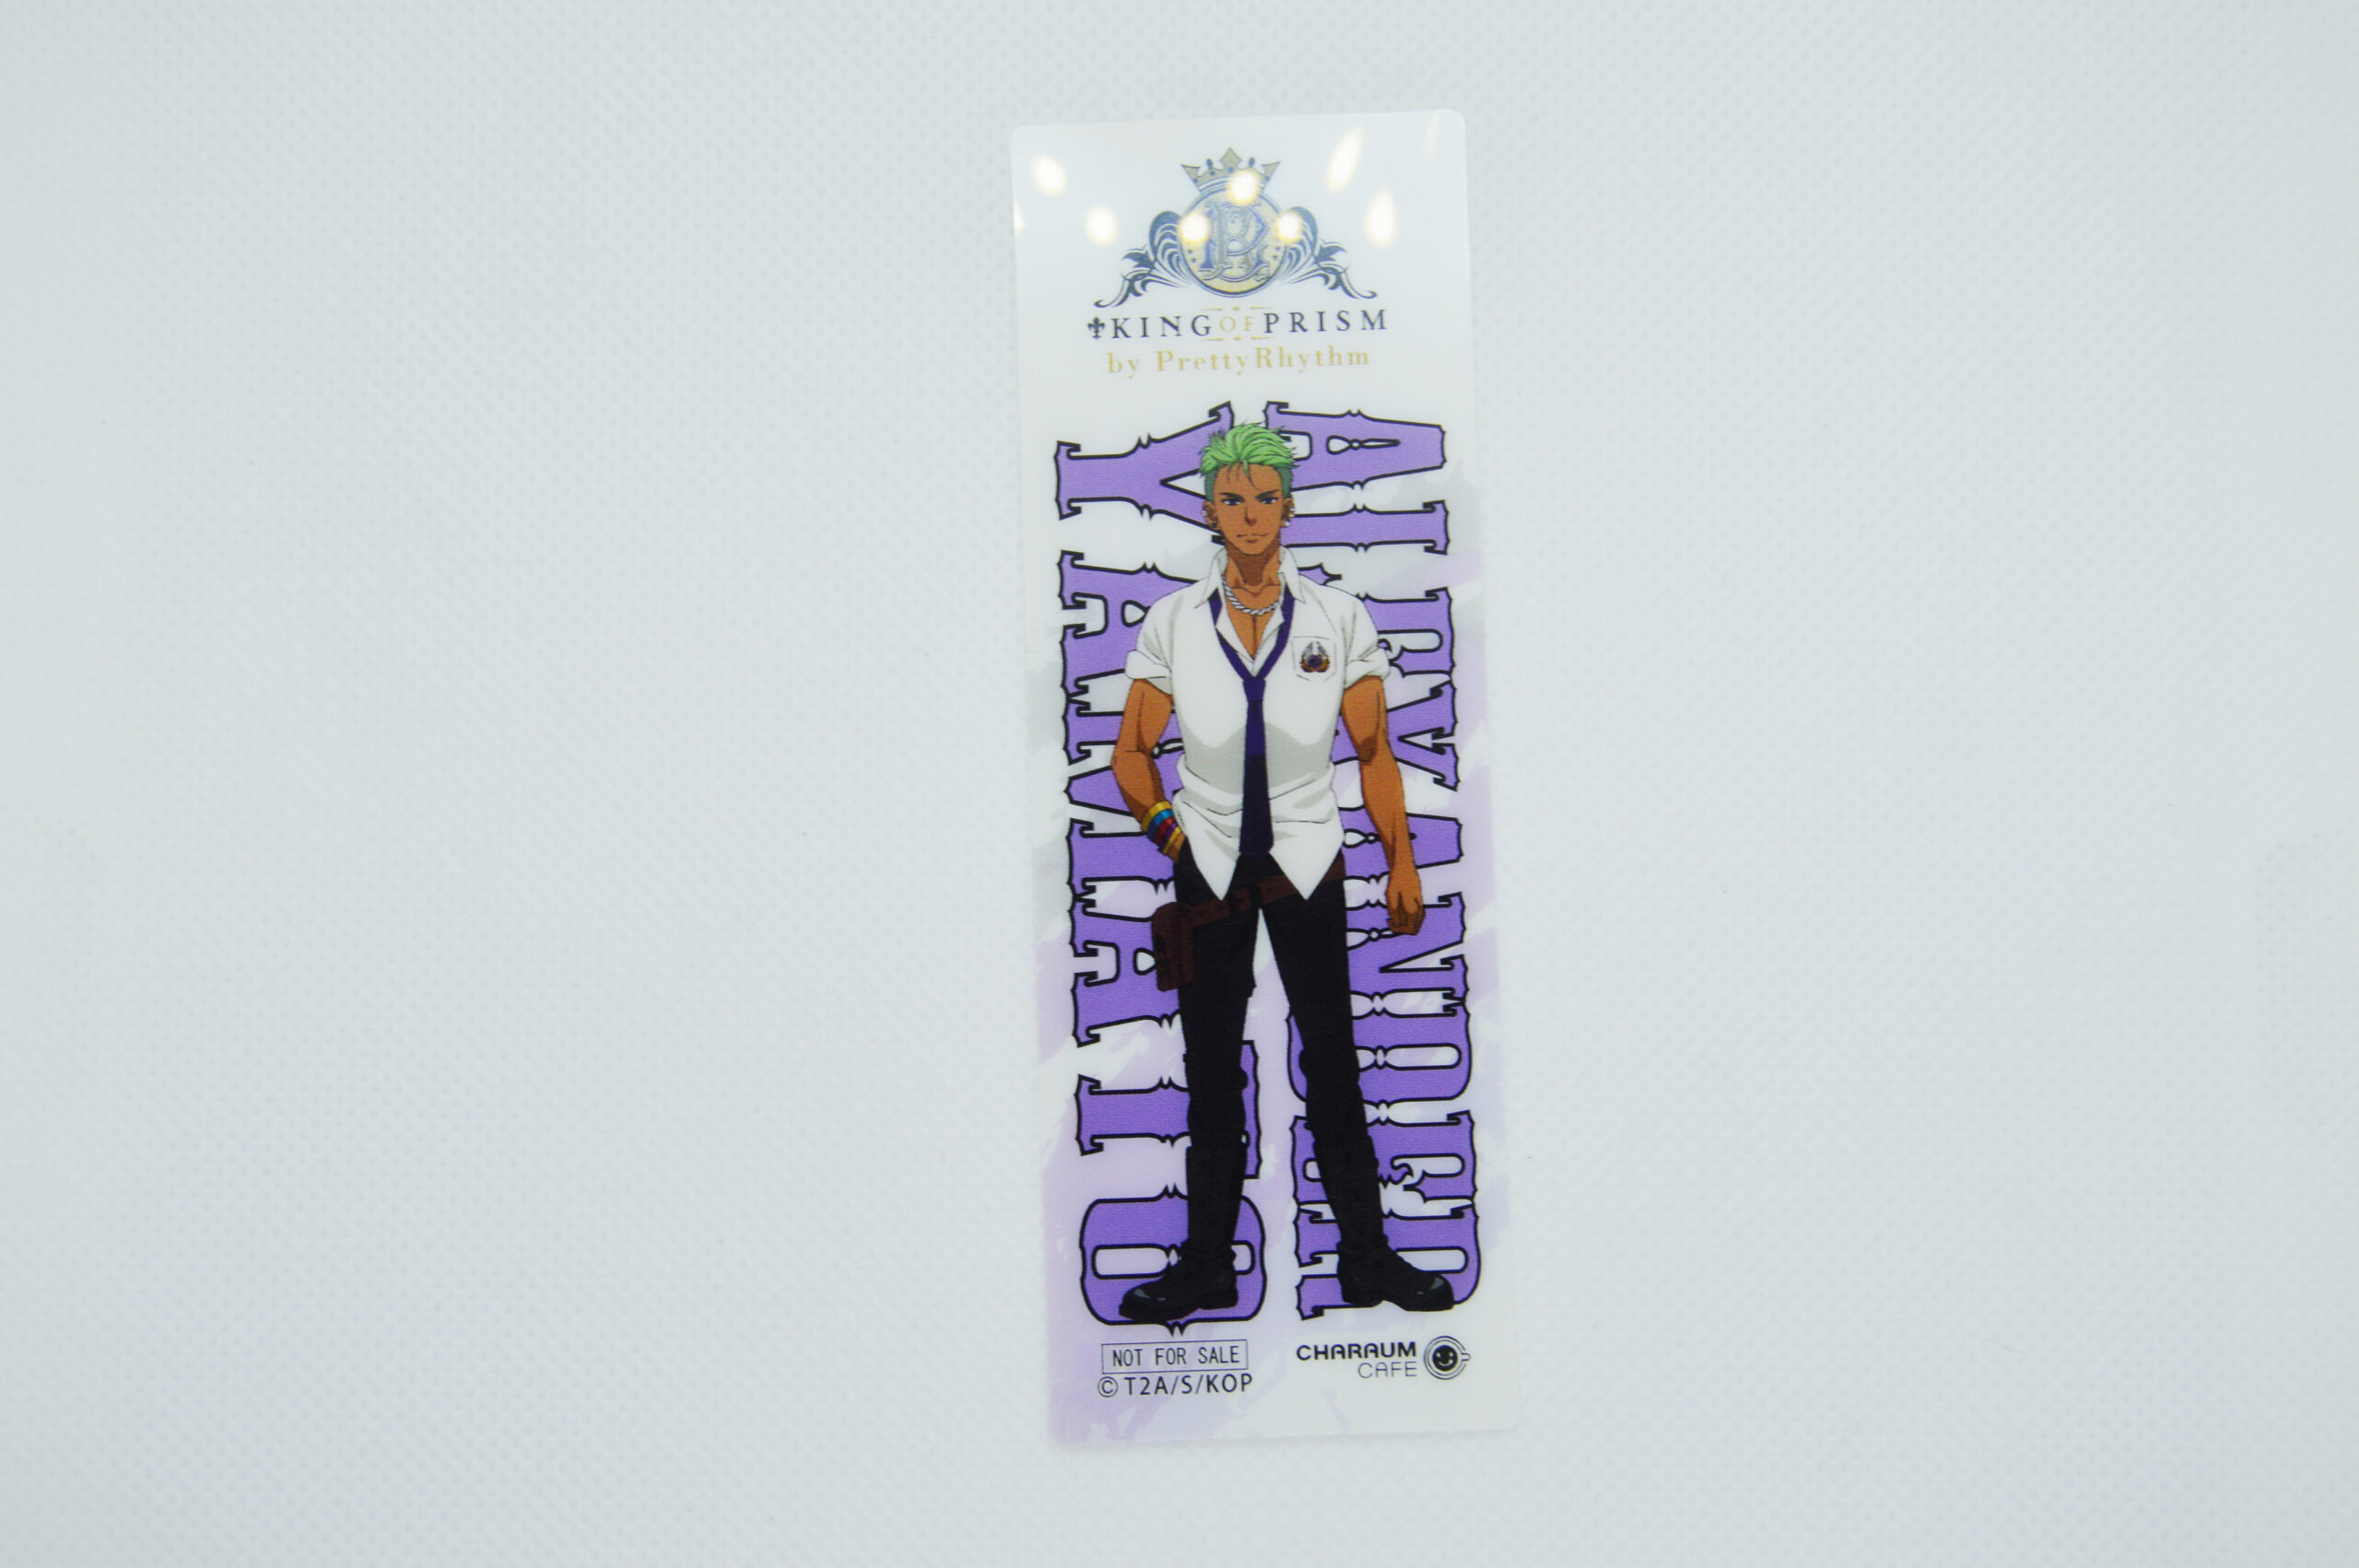 KING OF PRISM
by PrettyRhythm
YAMATO
ALEXANDER
NOT FOR SALE
©T2A/S/KOP
CHARAUM
CAFE